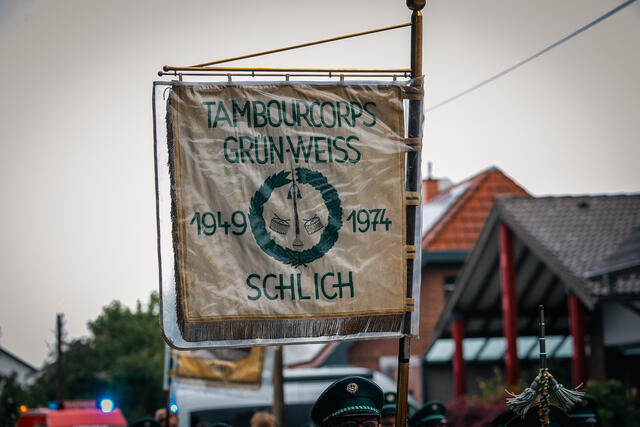 TAMBOURCORPS
GRÜN-WEISS
1949 1974
SCHLICH